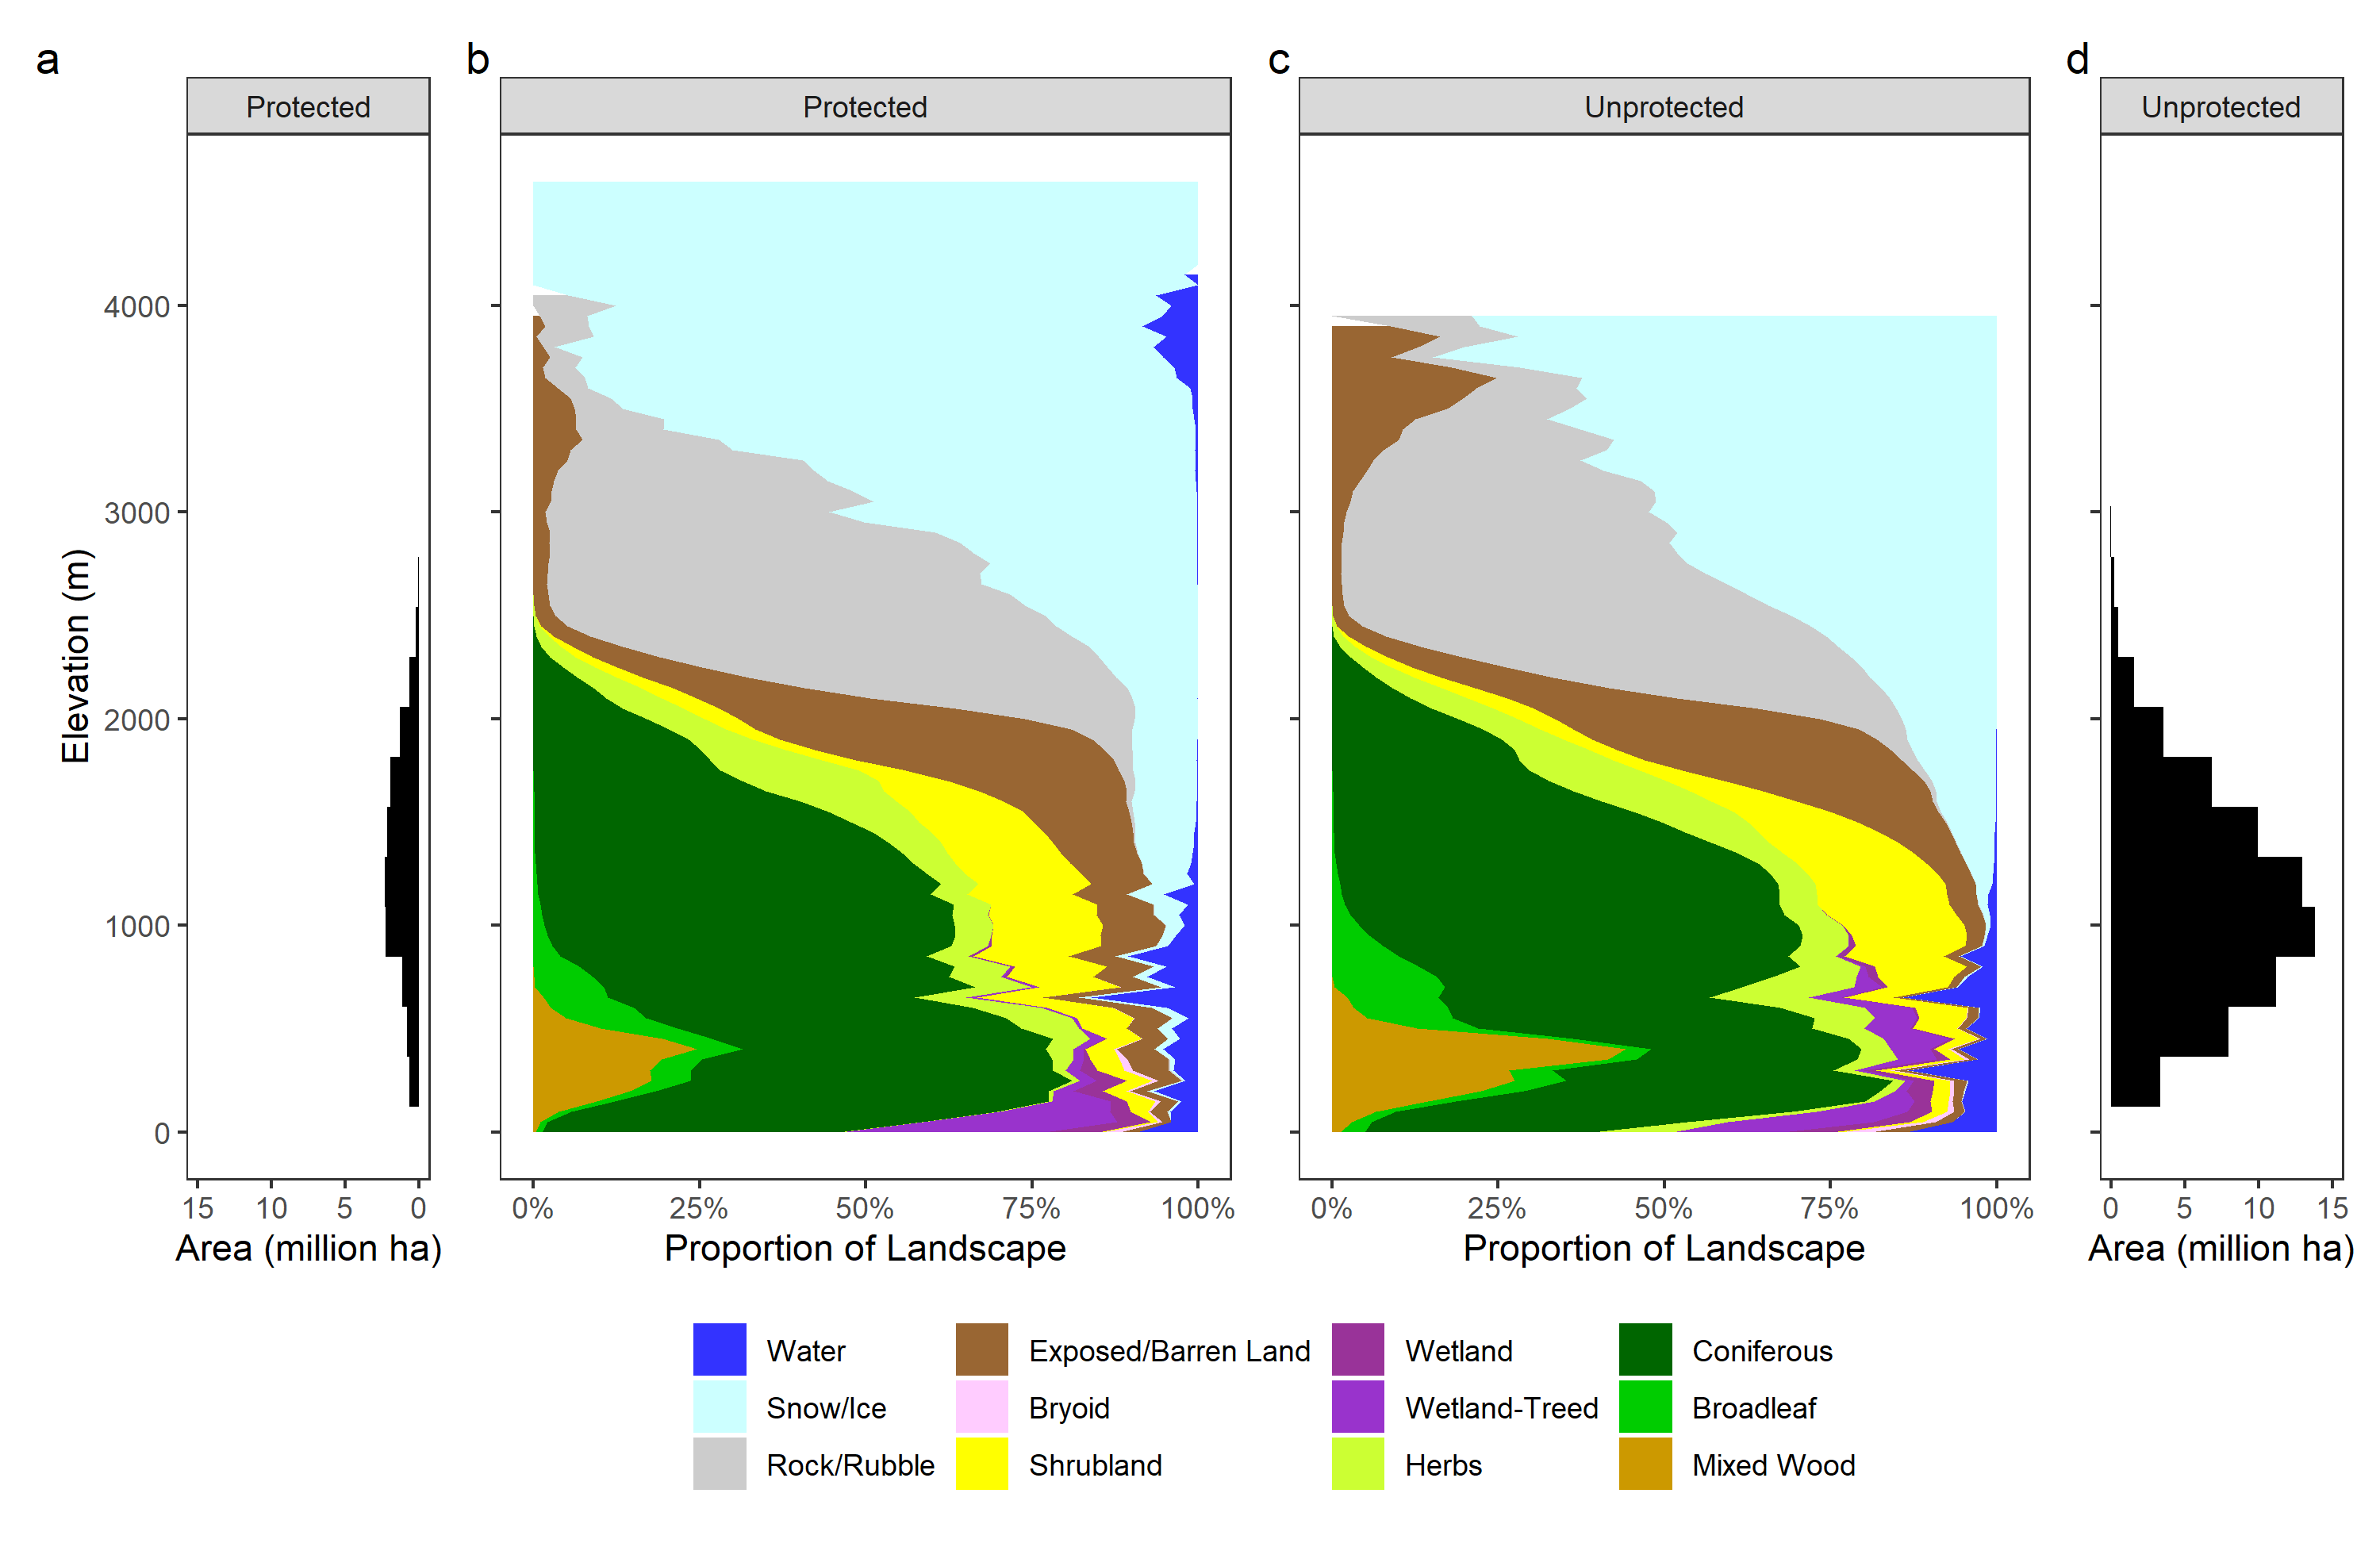 a b c d
Protected Protected Unprotected Unprotected
Elevation (m)
4000
3000
2000
1000
0
15 10 5 0 0% 25% 50% 75% 100% 0% 25% 50% 75% 100% 0 5 10 15
Area (million ha) Proportion of Landscape Proportion of Landscape Area (million ha)
Water Exposed/Barren Land Wetland Coniferous
Snow/Ice Bryoid Wetland-Treed Broadleaf
Rock/Rubble Shrubland Herbs Mixed Wood